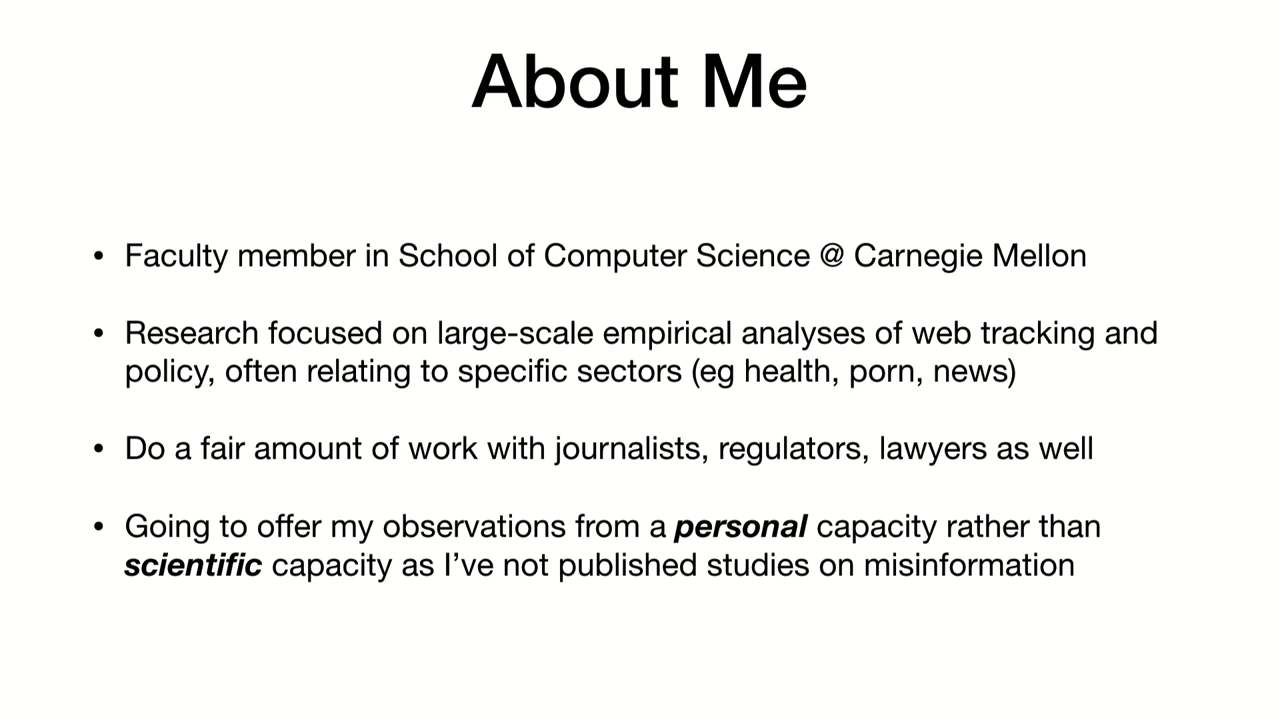 About Me
• Faculty member in School of Computer Science @ Carnegie Mellon
• Research focused on large-scale empirical analyses of web tracking and
policy, often relating to specific sectors (eg health, porn, news)
• Do a fair amount of work with journalists, regulators, lawyers as well
• Going to offer my observations from a personal capacity rather than
scientific capacity as I’ve not published studies on misinformation